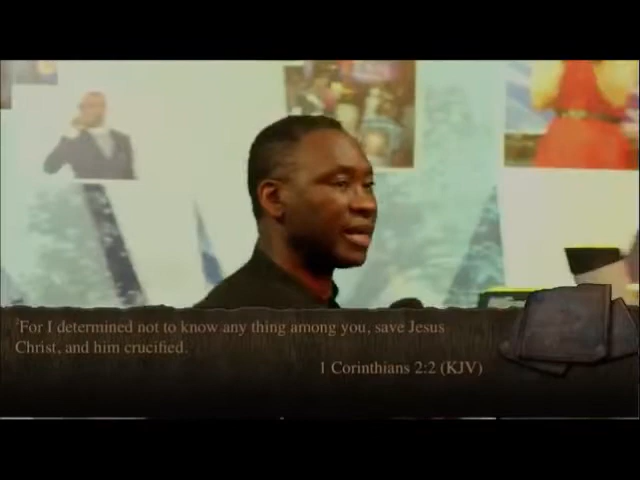 ²For I determined not to know any thing among you, save Jesus
Christ, and him crucified.
1 Corinthians 2:2 (KJV)